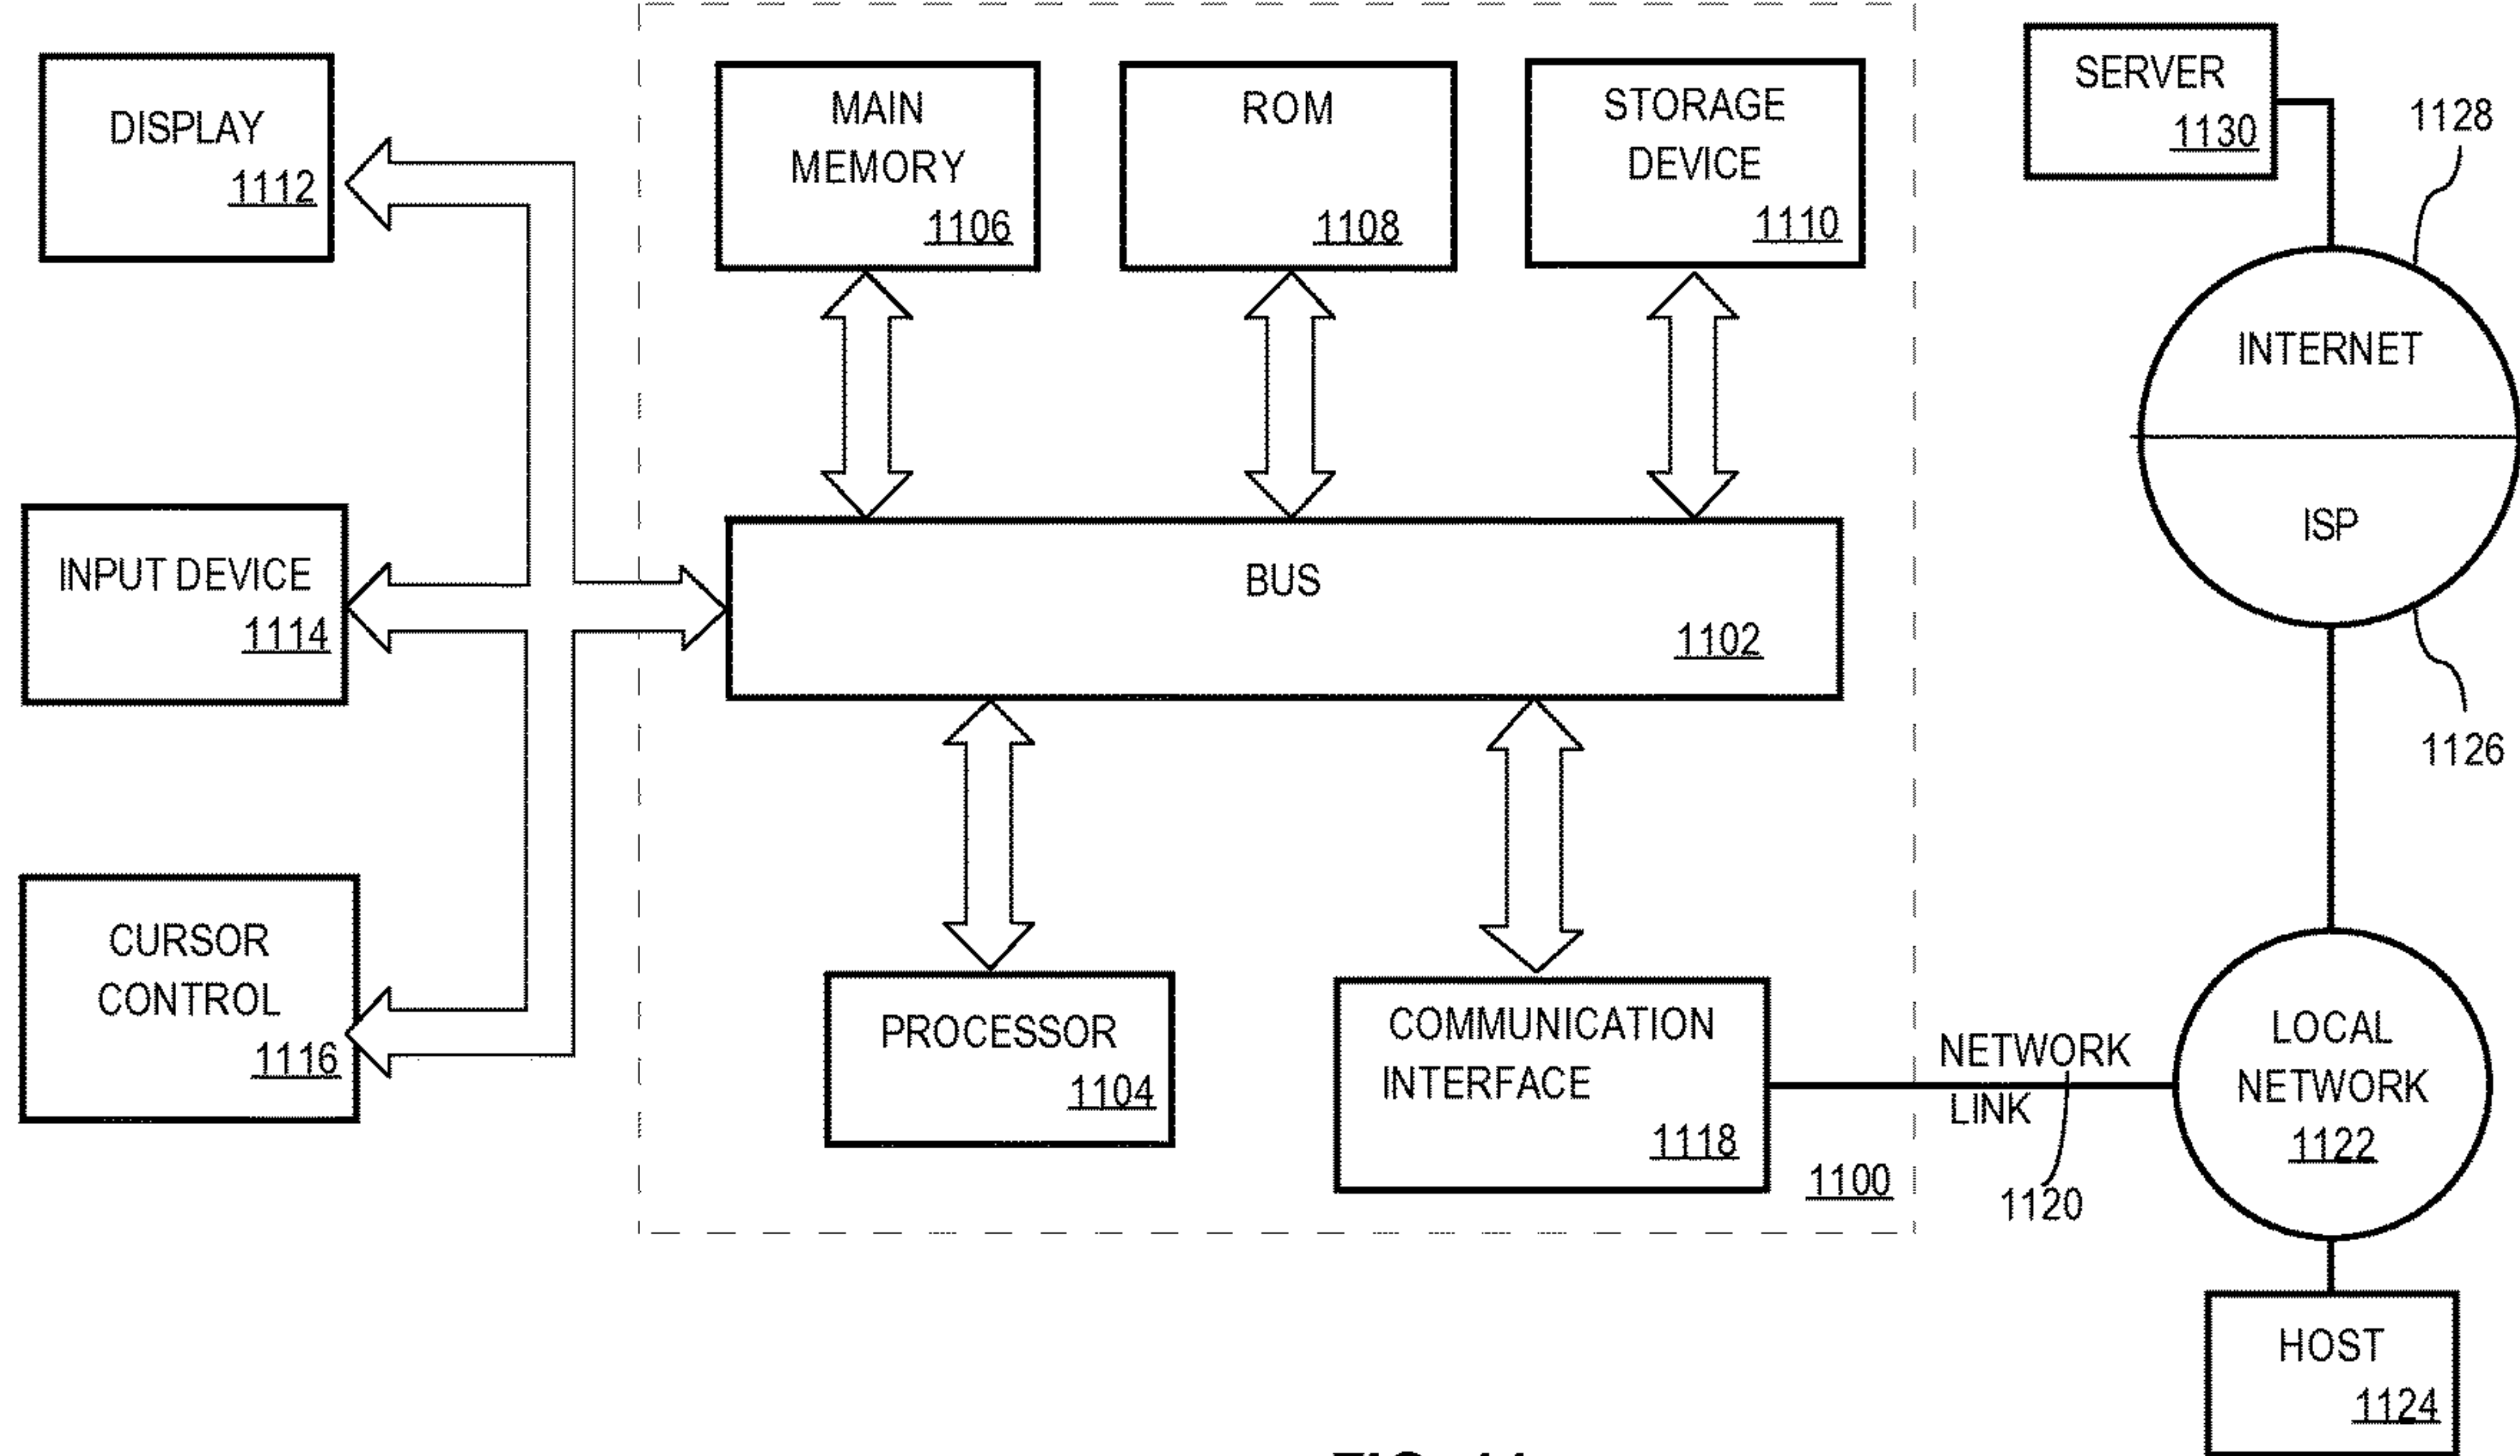 DISPLAY
1112
INPUT DEVICE
1114
CURSOR
CONTROL
1116
MAIN
MEMORY
1106
ROM
1108
STORAGE
DEVICE
1110
BUS
1102
PROCESSOR
1104
COMMUNICATION
INTERFACE
1118
1100
SERVER
1130
1128
INTERNET
ISP
1126
NETWORK
LINK
1120
LOCAL
NETWORK
1122
HOST
1124